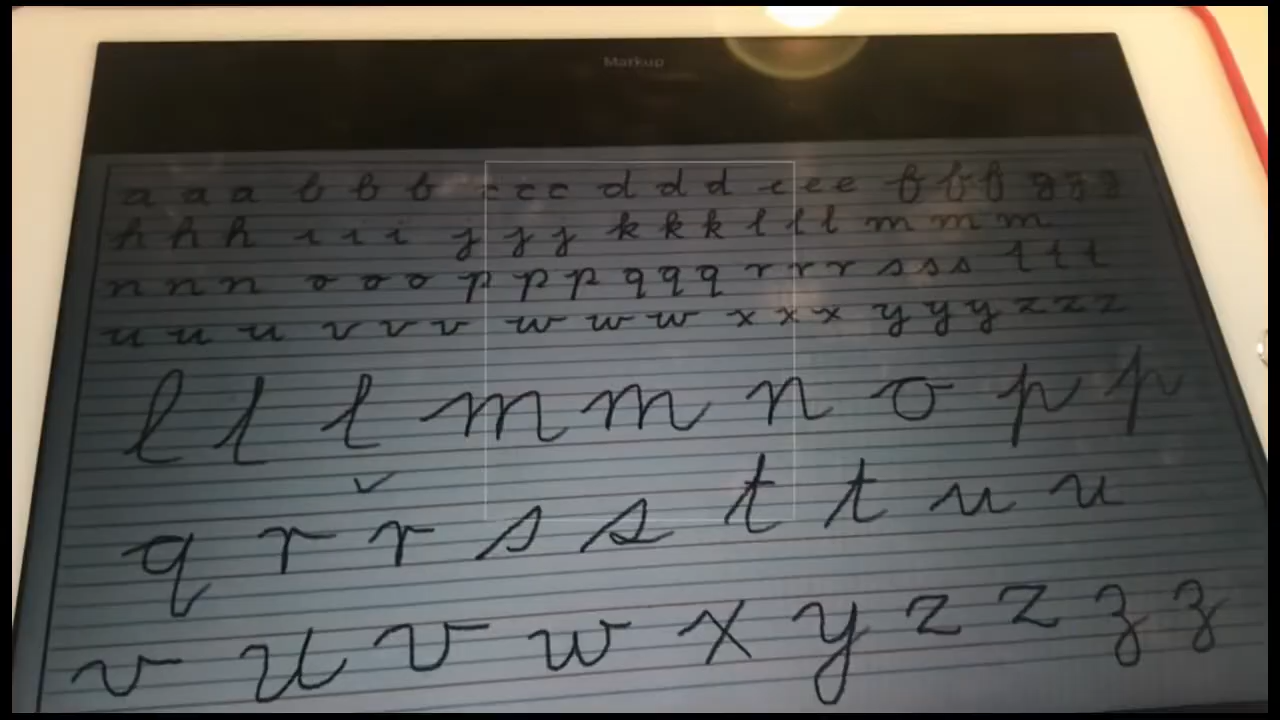 Markup
a a a b b b c c c d d d e e e f f f g g g
h h h i i i j j j k k k l l l m m m
n n n o o o p p p q q q r r r s s s t t t
u u u v v v w w w x x x y y y z z z
l l l m m n o p p
q r r s s t t u u
v u v w x y z z z z